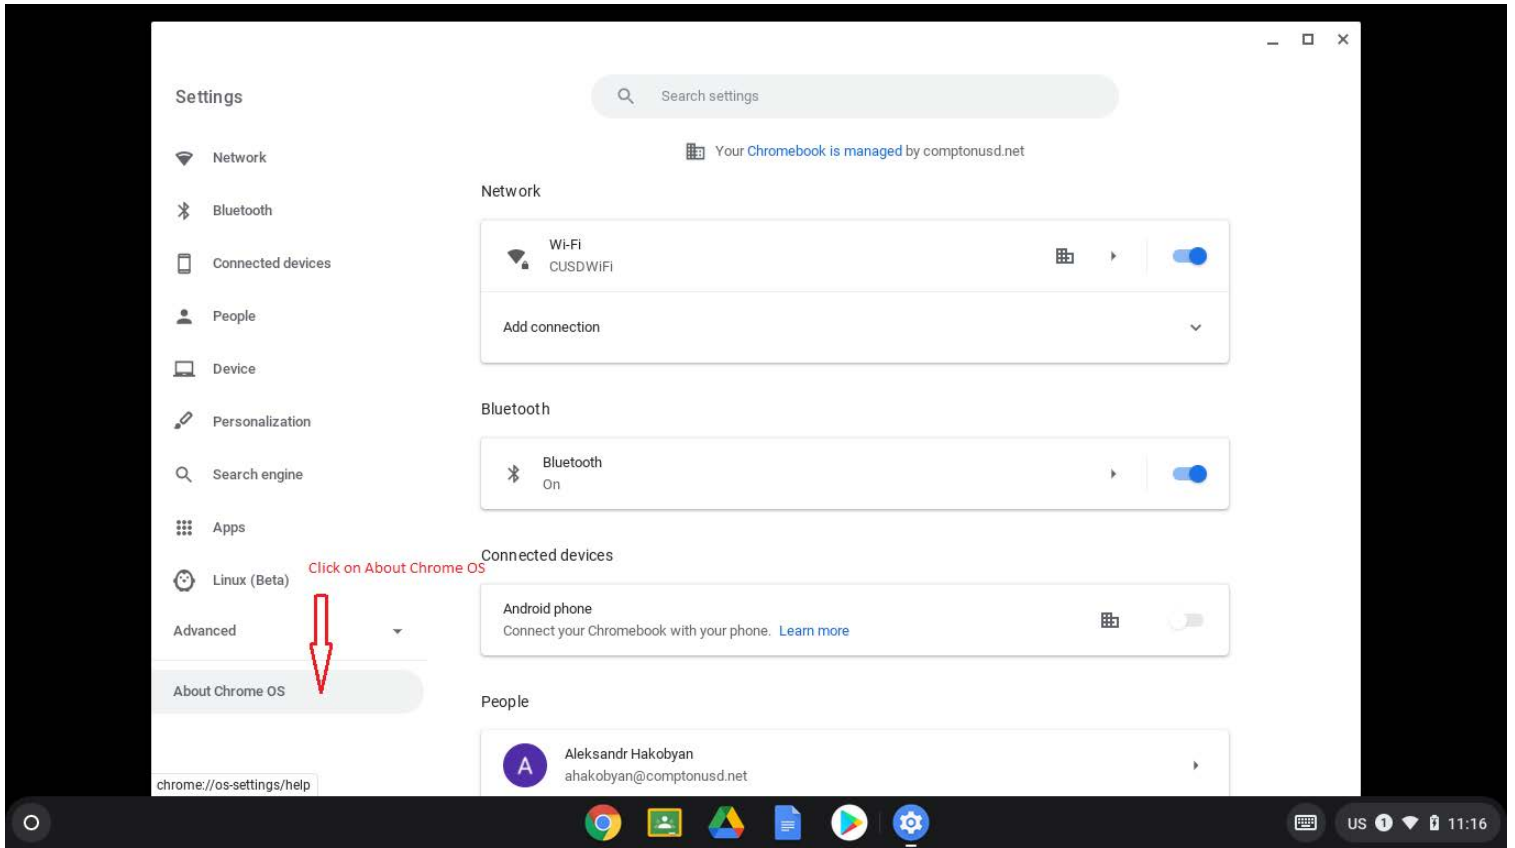 Settings
Search settings
Your Chromebook is managed by comptonusd.net
Network
Bluetooth
Connected devices
People
Device
Personalization
Search engine
Apps
Linux (Beta)
Advanced
About Chrome OS
Click on About Chrome OS
Network
Wi-Fi
CUSDWiFi
Add connection
Bluetooth
Bluetooth
On
Connected devices
Android phone
Connect your Chromebook with your phone. Learn more
People
A
Aleksandr Hakobyan
ahakobyan@comptonusd.net
chrome://os-settings/help
US 1 11:16